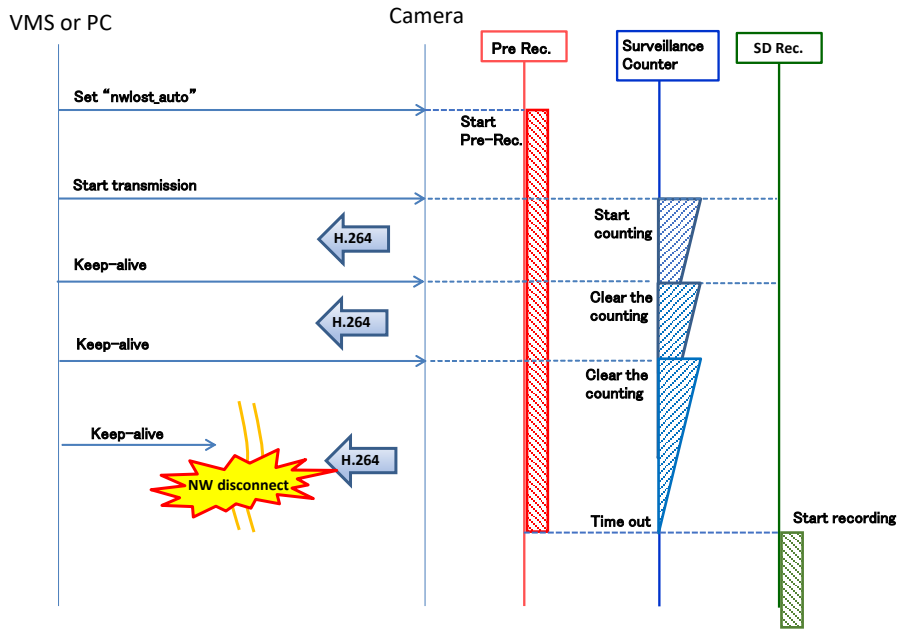 VMS or PC
Camera
Pre Rec.
Surveillance
Counter
SD Rec.
Set “nwlost_auto”
Start
Pre-Rec.
Start transmission
Start
counting
H.264
Keep-alive
Clear the
counting
H.264
Keep-alive
Clear the
counting
Keep-alive
H.264
NW disconnect
Time out
Start recording